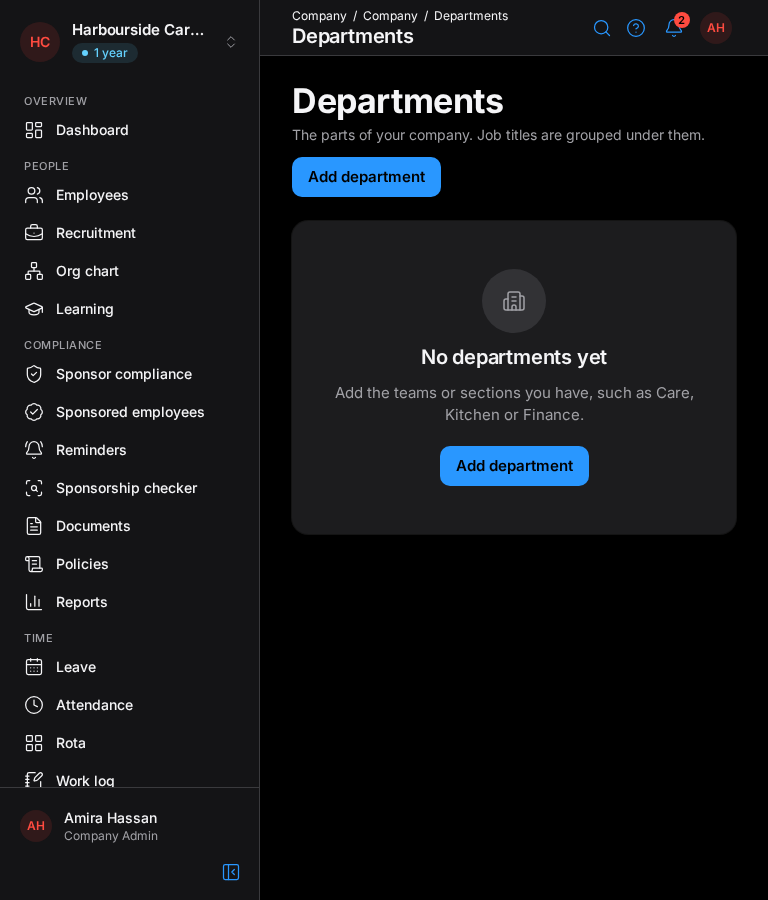 HC
Harbourside Car...
1 year
OVERVIEW
Dashboard
PEOPLE
Employees
Recruitment
Org chart
Learning
COMPLIANCE
Sponsor compliance
Sponsored employees
Reminders
Sponsorship checker
Documents
Policies
Reports
TIME
Leave
Attendance
Rota
Work log
AH
Amira Hassan
Company Admin
Company / Company / Departments
Departments
2
AH
Departments
The parts of your company. Job titles are grouped under them.
Add department
No departments yet
Add the teams or sections you have, such as Care,
Kitchen or Finance.
Add department